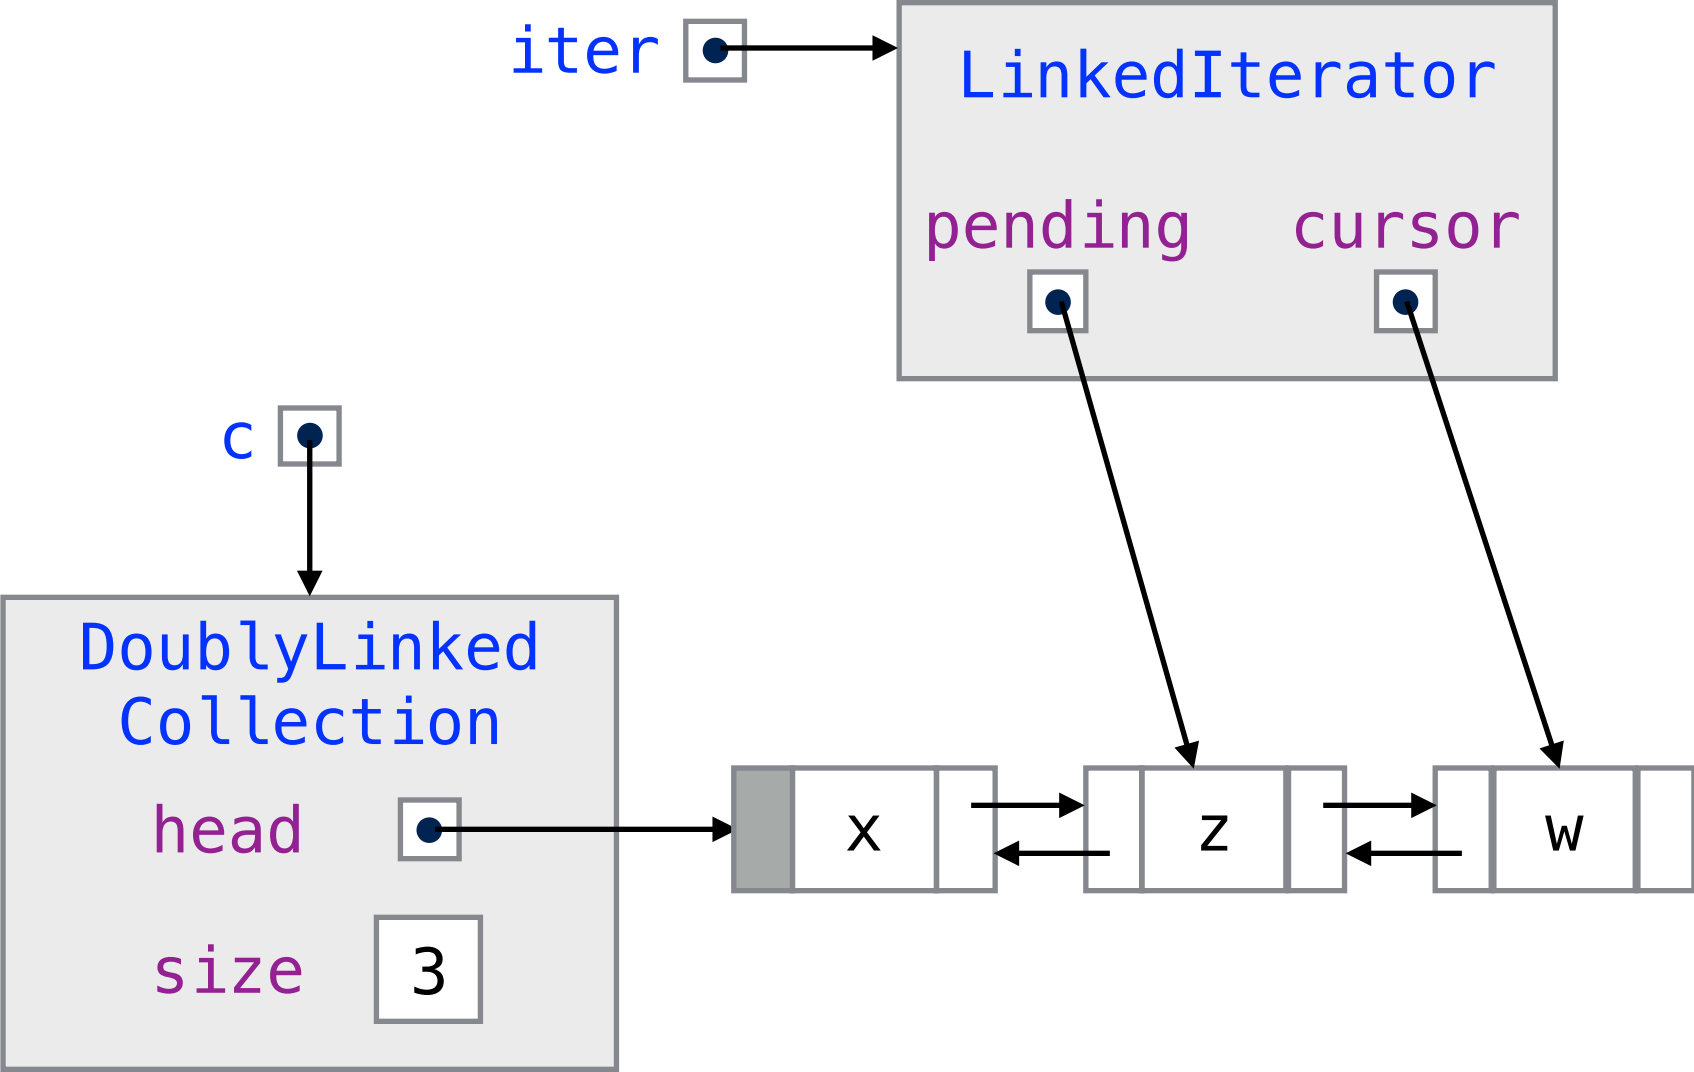 iter
LinkedIterator
pending cursor
c
DoublyLinked
Collection
head
x z w
size 3